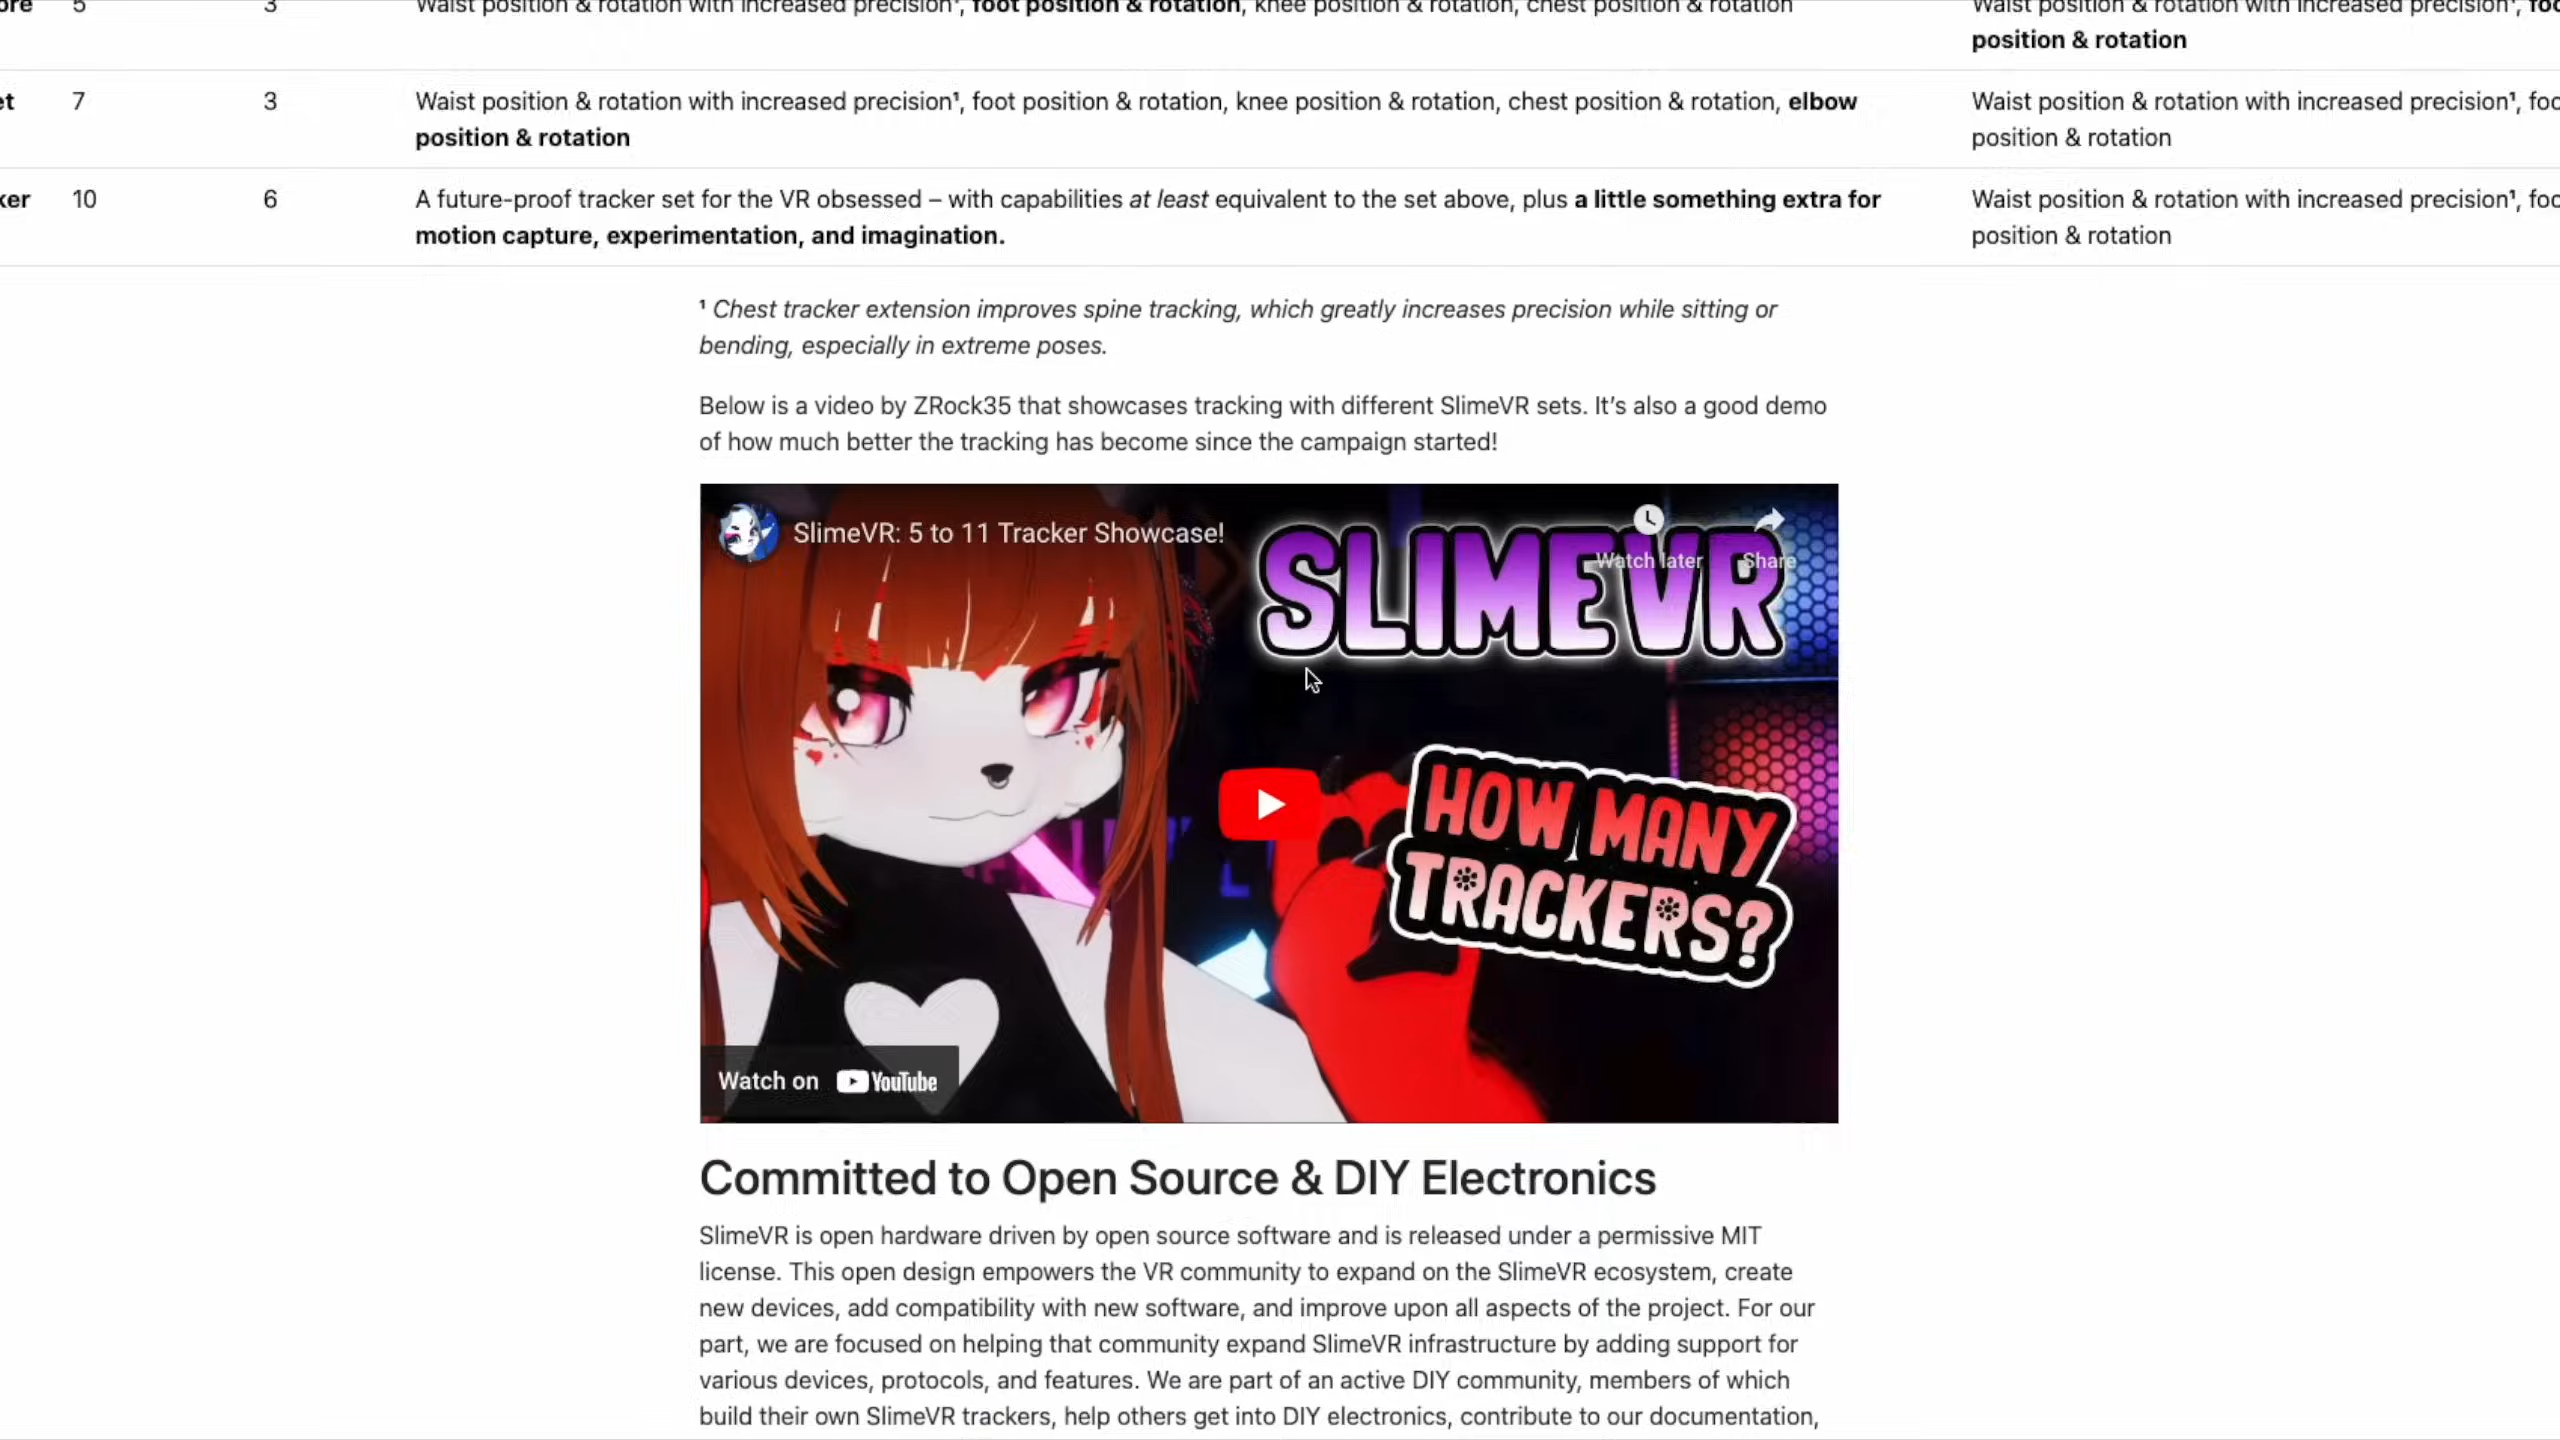 ore 5 3 Waist position & rotation with increased precision¹, foot position & rotation, knee position & rotation, chest position & rotation Waist position & rotation with increased precision¹, foo
position & rotation
et 7 3 Waist position & rotation with increased precision¹, foot position & rotation, knee position & rotation, chest position & rotation, elbow Waist position & rotation with increased precision¹, foo
position & rotation position & rotation
ker 10 6 A future-proof tracker set for the VR obsessed – with capabilities at least equivalent to the set above, plus a little something extra for Waist position & rotation with increased precision¹, foo
motion capture, experimentation, and imagination. position & rotation
¹ Chest tracker extension improves spine tracking, which greatly increases precision while sitting or
bending, especially in extreme poses.
Below is a video by ZRock35 that showcases tracking with different SlimeVR sets. It’s also a good demo
of how much better the tracking has become since the campaign started!
SlimeVR: 5 to 11 Tracker Showcase!
Watch later Share
SLIMEVR
HOW MANY
TRACKERS?
Watch on YouTube
Committed to Open Source & DIY Electronics
SlimeVR is open hardware driven by open source software and is released under a permissive MIT
license. This open design empowers the VR community to expand on the SlimeVR ecosystem, create
new devices, add compatibility with new software, and improve upon all aspects of the project. For our
part, we are focused on helping that community expand SlimeVR infrastructure by adding support for
various devices, protocols, and features. We are part of an active DIY community, members of which
build their own SlimeVR trackers, help others get into DIY electronics, contribute to our documentation,